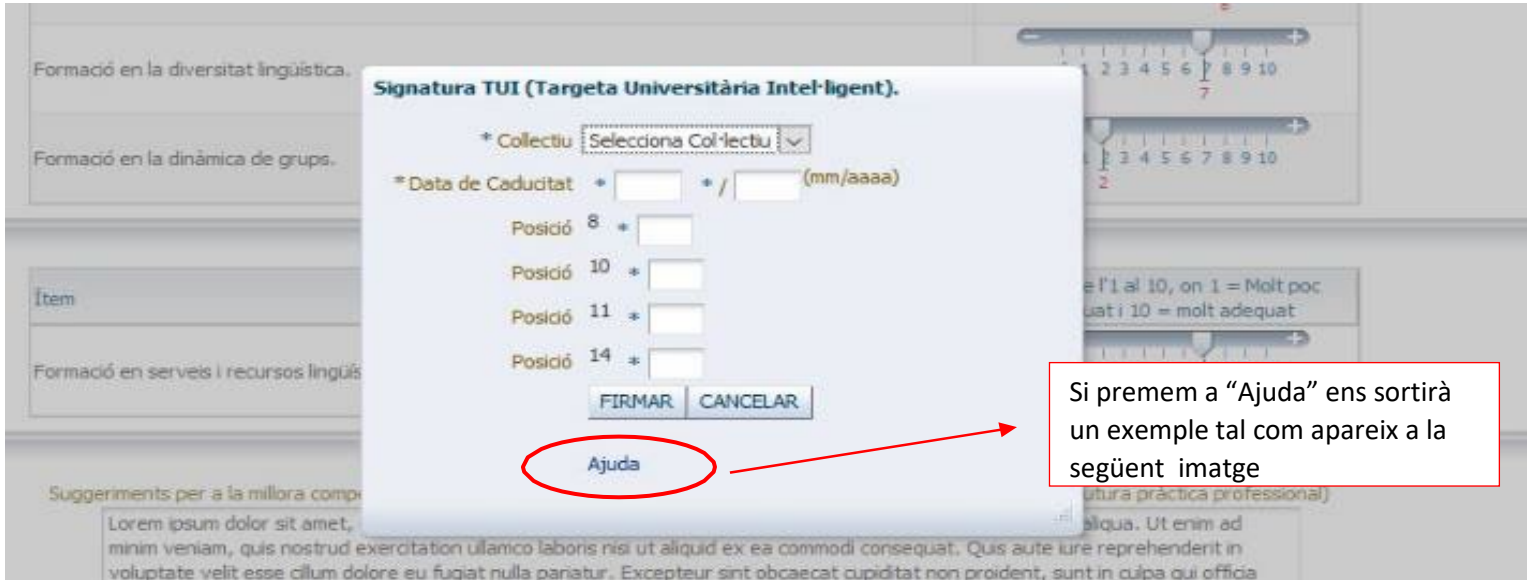 6
Formació en la diversitat lingüística.
1 2 3 4 5 6 7 8 9 10
7
Signatura TUI (Targeta Universitària Intel·ligent).
* Collectiu Selecciona Col·lectiu
Formació en la dinàmica de grups.
2 3 4 5 6 7 8 9 10
2
* Data de Caducitat * * / (mm/aaaa)
Posició 8 *
Posició 10 *
Ítem
e l'1 al 10, on 1 = Molt poc
uat i 10 = molt adequat
Posició 11 *
Posició 14 *
Formació en serveis i recursos lingüís
FIRMAR CANCELAR
Si premem a “Ajuda” ens sortirà
un exemple tal com apareix a la
següent imatge
Ajuda
Suggeriments per a la millora compe
utura pràctica professional)
Lorem ipsum dolor sit amet, aliqua. Ut enim ad
minim veniam, quis nostrud exercitation ullamco laboris nisi ut aliquid ex ea commodi consequat. Quis aute iure reprehenderit in
voluptate velit esse cillum dolore eu fugiat nulla pariatur. Excepteur sint obcaecat cupiditat non proident, sunt in culpa qui officia